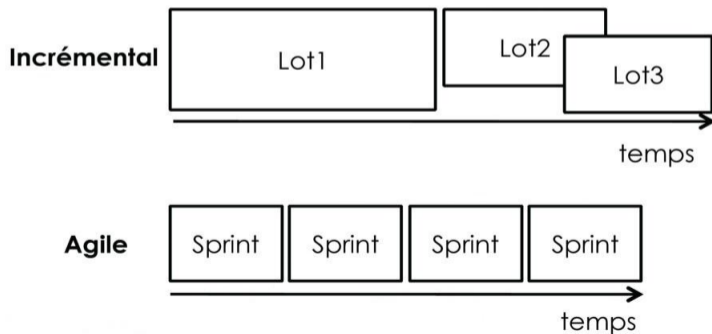 Incrémental
Lot1
Lot2
Lot3
temps
Agile
Sprint
Sprint
Sprint
Sprint
temps